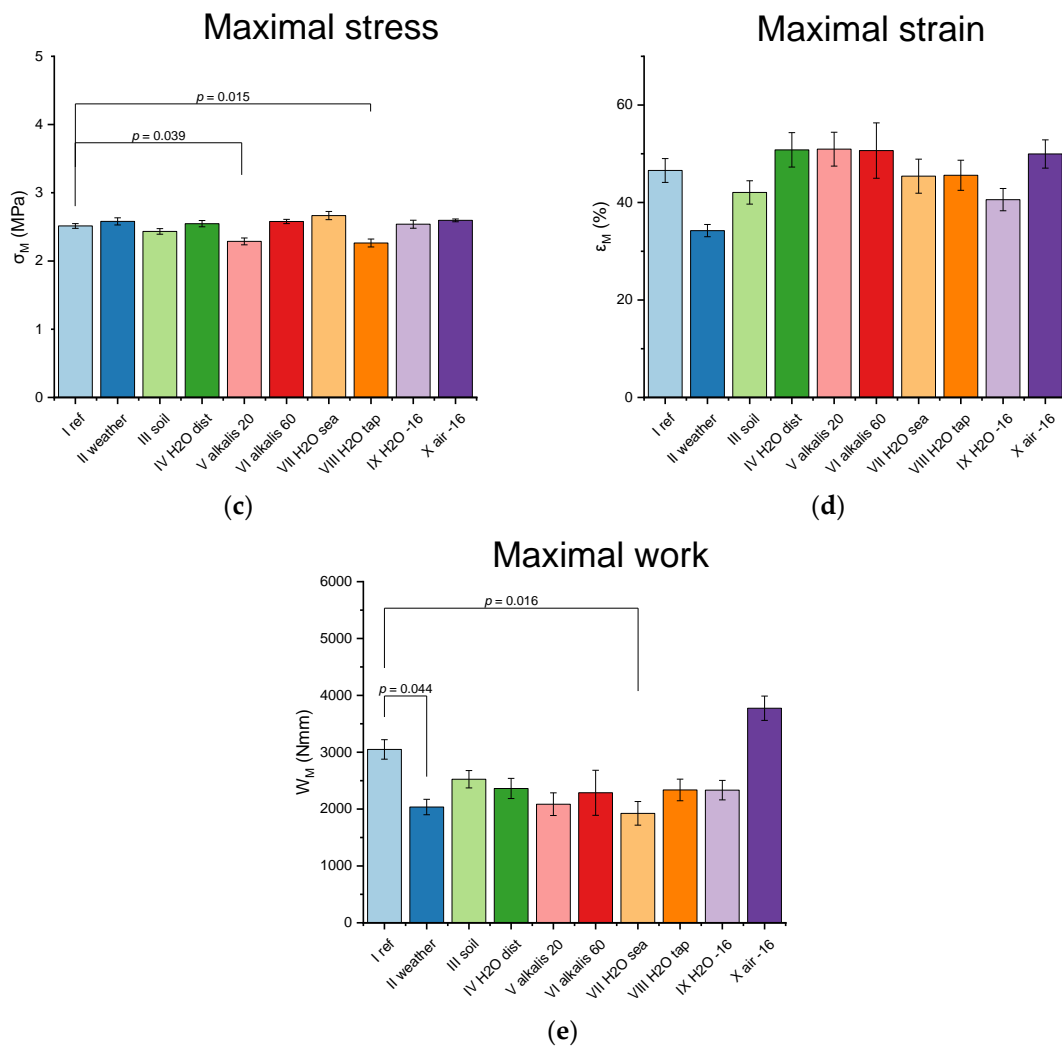 Maximal stress
5
4
3
2
1
0
σM (MPa)
p = 0.015
p = 0.039
I ref
II weather
III soil
IV H2O dist
V alkalis 20
VI alkalis 60
VII H2O sea
VIII H2O tap
IX H2O -16
X air -16
(c)
Maximal strain
60
40
20
0
εM (%)
I ref
II weather
III soil
IV H2O dist
V alkalis 20
VI alkalis 60
VII H2O sea
VIII H2O tap
IX H2O -16
X air -16
(d)
Maximal work
6000
5000
4000
3000
2000
1000
0
WM (Nmm)
p = 0.016
p = 0.044
I ref
II weather
III soil
IV H2O dist
V alkalis 20
VI alkalis 60
VII H2O sea
VIII H2O tap
IX H2O -16
X air -16
(e)